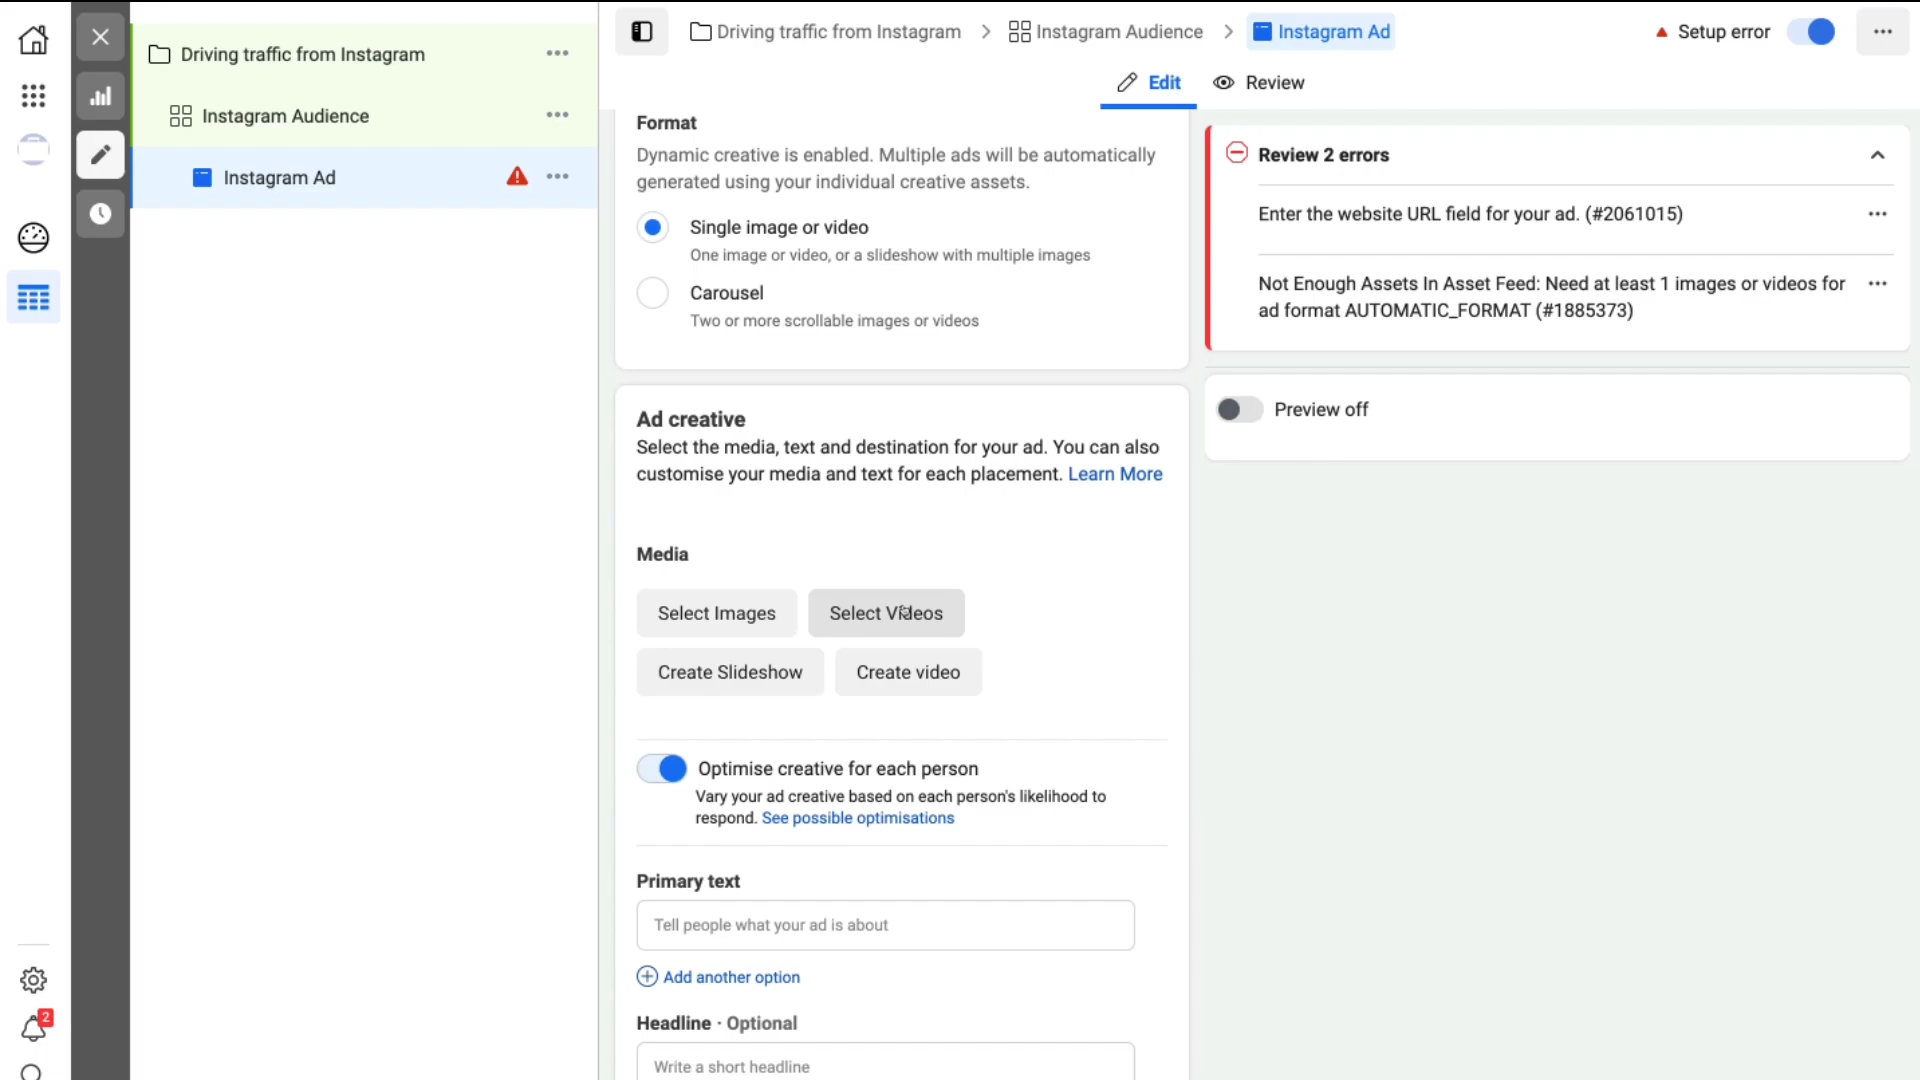 Driving traffic from Instagram
Instagram Audience
Instagram Ad
2
Driving traffic from Instagram
Instagram Audience
Instagram Ad
Setup error
Edit
Review
Format
Dynamic creative is enabled. Multiple ads will be automatically
generated using your individual creative assets.
Single image or video
One image or video, or a slideshow with multiple images
Carousel
Two or more scrollable images or videos
Ad creative
Select the media, text and destination for your ad. You can also
customise your media and text for each placement. Learn More
Media
Select Images
Select Videos
Create Slideshow
Create video
Optimise creative for each person
Vary your ad creative based on each person's likelihood to
respond. See possible optimisations
Primary text
Tell people what your ad is about
Add another option
Headline · Optional
Write a short headline
Review 2 errors
Enter the website URL field for your ad. (#2061015)
Not Enough Assets In Asset Feed: Need at least 1 images or videos for
ad format AUTOMATIC_FORMAT (#1885373)
Preview off